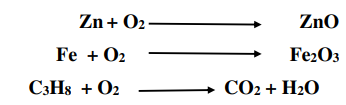 Zn + O₂ ⟶ ZnO
Fe + O₂ ⟶ Fe₂O₃
C₃H₈ + O₂ ⟶ CO₂ + H₂O